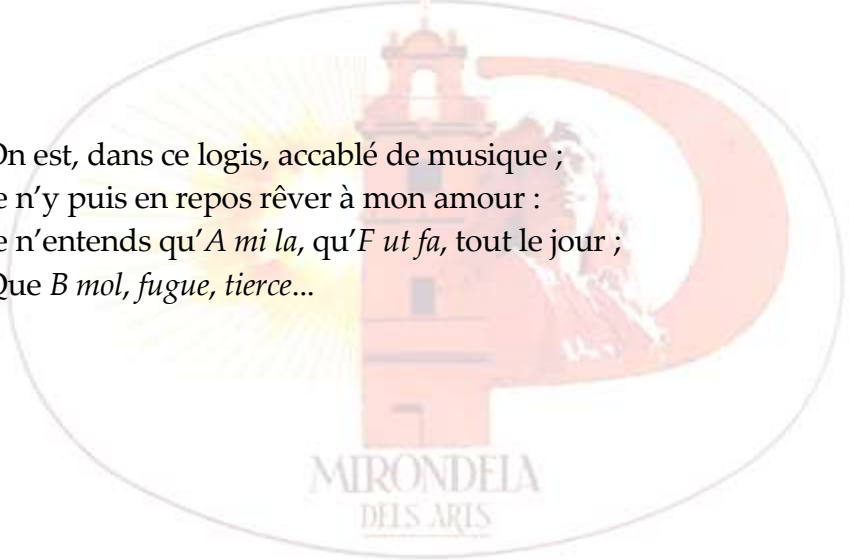 On est, dans ce logis, accablé de musique ;
e n’y puis en repos rêver à mon amour :
e n’entends qu’A mi la, qu’F ut fa, tout le jour ;
Que B mol, fugue, tierce...
MIRONDELA
DELS ARTS